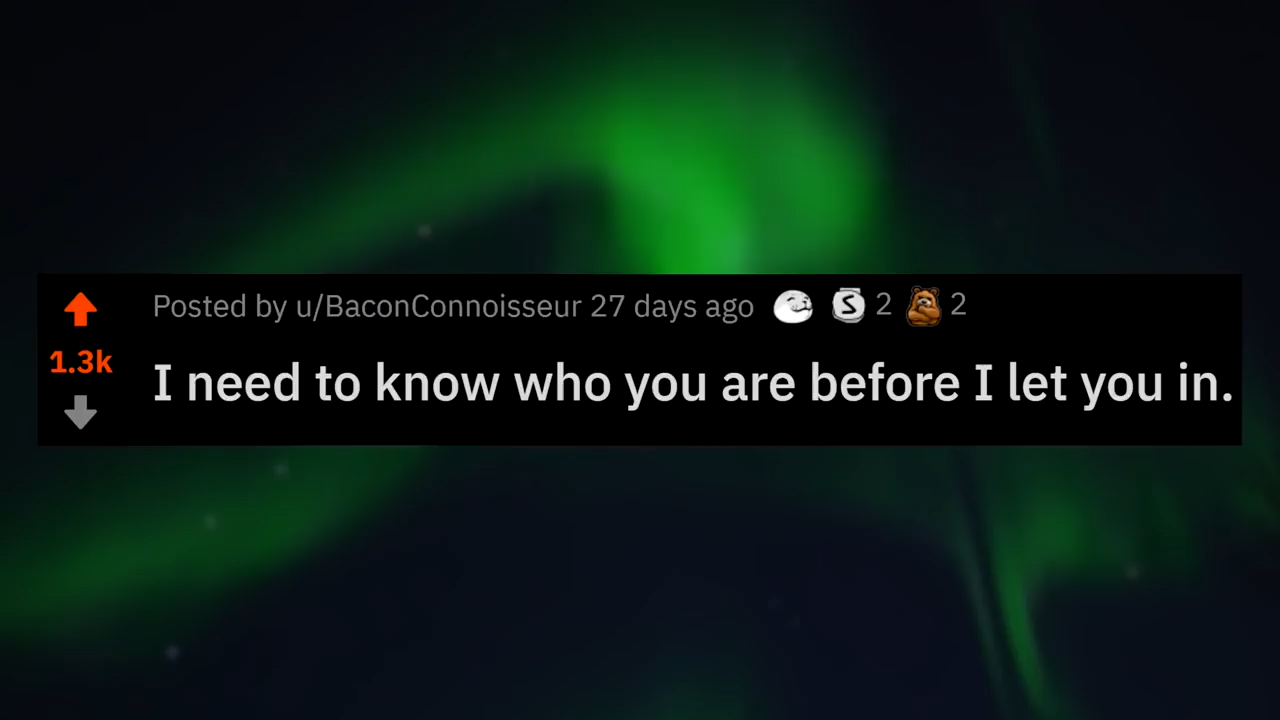 Posted by u/BaconConnoisseur 27 days ago S 2 2
1.3k
I need to know who you are before I let you in.